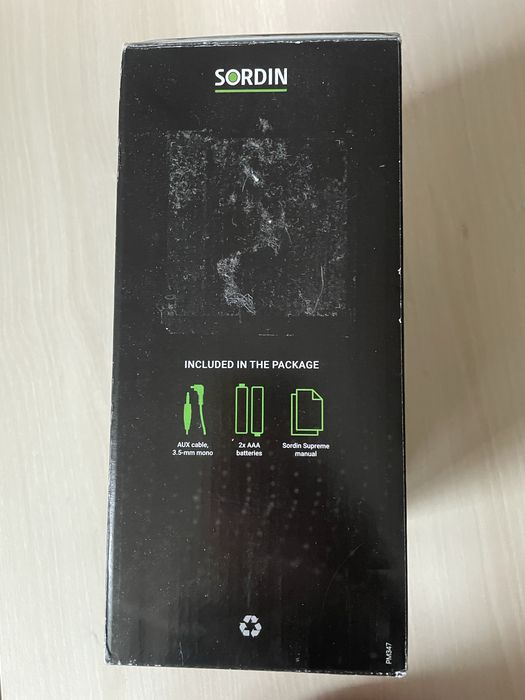 SORDIN
INCLUDED IN THE PACKAGE
AUX cable,
3.5-mm mono
2x AAA
batteries
Sordin Supreme
manual
PM347